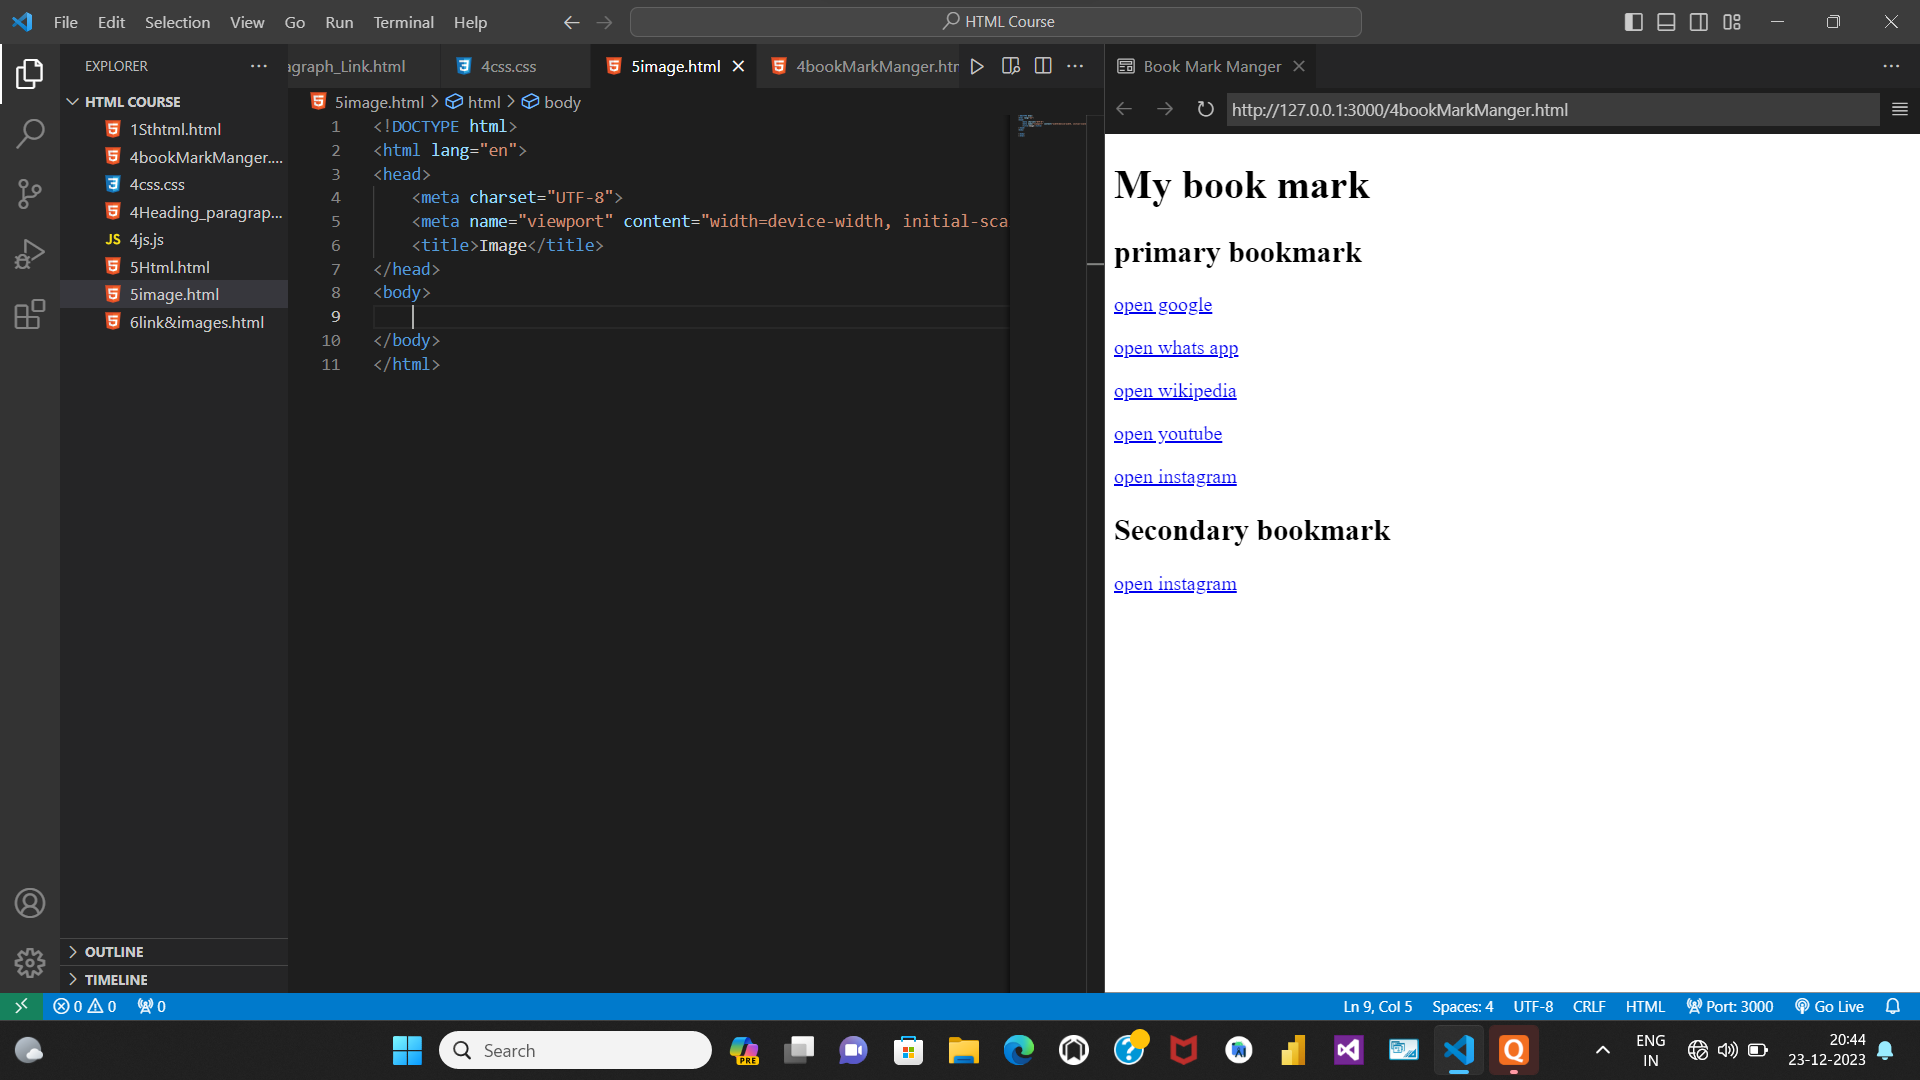 File Edit Selection View Go Run Terminal Help
HTML Course
EXPLORER
HTML COURSE
1Sthtml.html
4bookMarkManger....
4css.css
4Heading_paragrap...
JS 4js.js
5Html.html
5image.html
6link&images.html
OUTLINE
TIMELINE
agraph_Link.html
4css.css
5image.html
4bookMarkManger.htr
5image.html > html > body
1 <!DOCTYPE html>
2 <html lang="en">
3 <head>
4 <meta charset="UTF-8">
5 <meta name="viewport" content="width=device-width, initial-sca
6 <title>Image</title>
7 </head>
8 <body>
9
10 </body>
11 </html>
Book Mark Manger
http://127.0.0.1:3000/4bookMarkManger.html
My book mark
primary bookmark
open google
open whats app
open wikipedia
open youtube
open instagram
Secondary bookmark
open instagram
0 0 0
Ln 9, Col 5 Spaces: 4 UTF-8 CRLF HTML Port: 3000 Go Live
Search
PRE
ENG
IN
20:44
23-12-2023